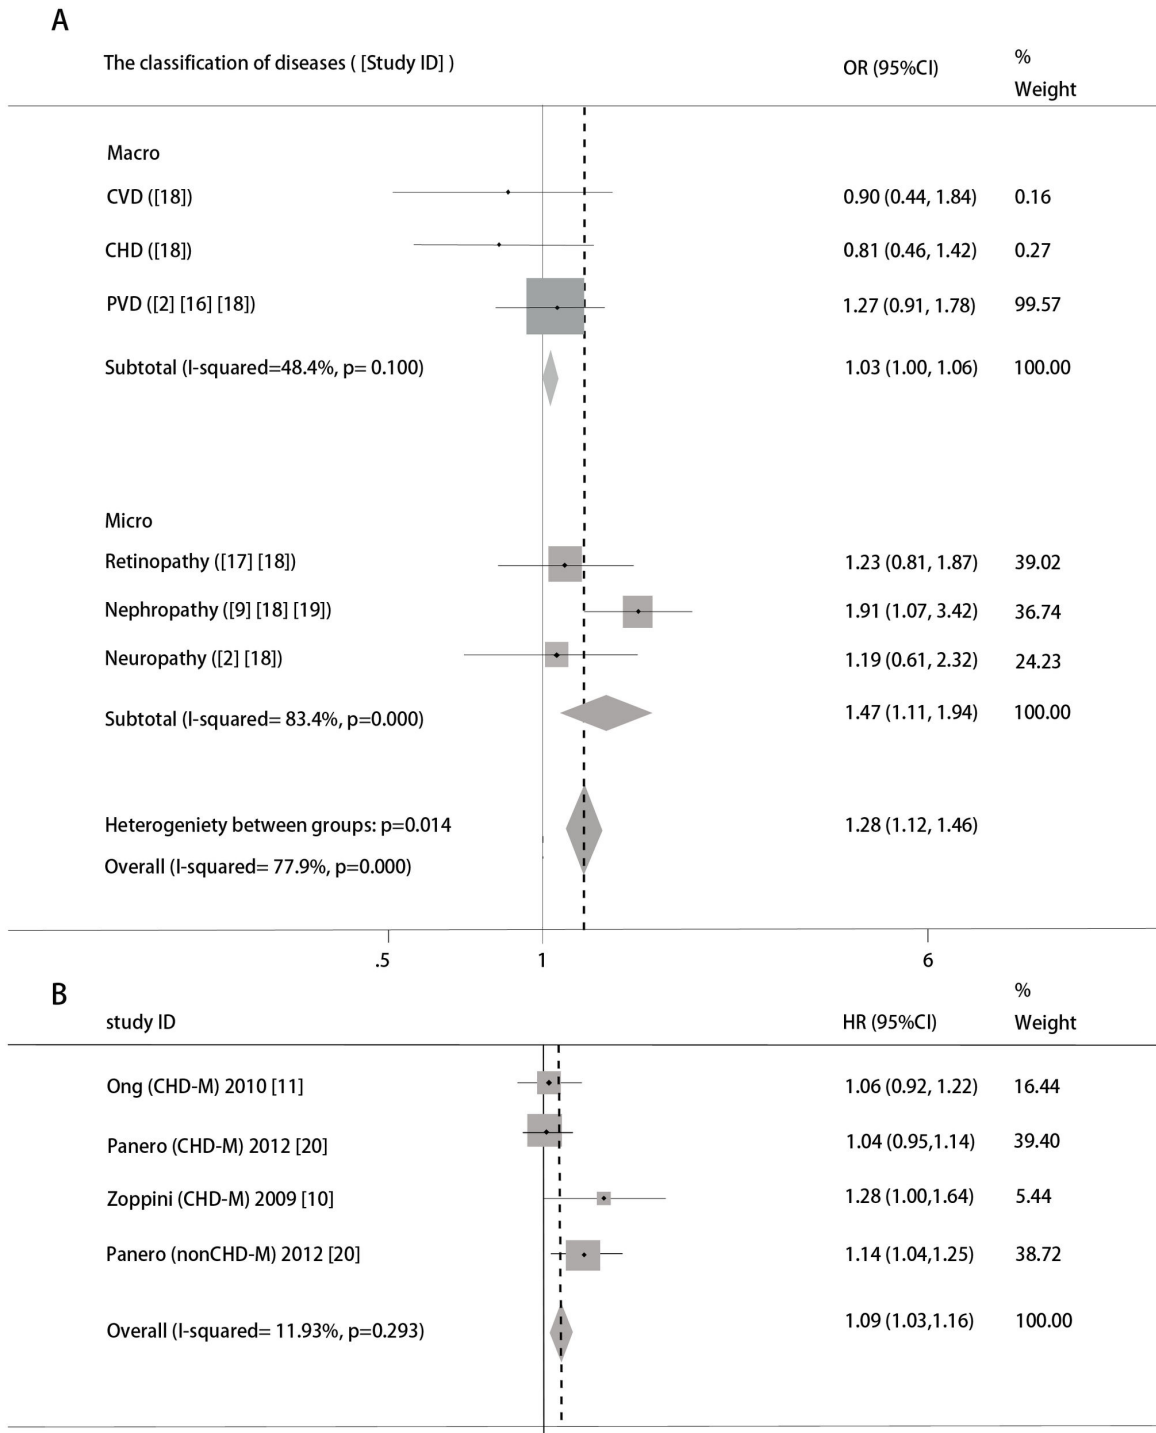 A
The classification of diseases ( [Study ID] ) OR (95%CI) % Weight
Macro
CVD ([18]) 0.90 (0.44, 1.84) 0.16
CHD ([18]) 0.81 (0.46, 1.42) 0.27
PVD ([2] [16] [18]) 1.27 (0.91, 1.78) 99.57
Subtotal (I-squared=48.4%, p= 0.100) 1.03 (1.00, 1.06) 100.00
Micro
Retinopathy ([17] [18]) 1.23 (0.81, 1.87) 39.02
Nephropathy ([9] [18] [19]) 1.91 (1.07, 3.42) 36.74
Neuropathy ([2] [18]) 1.19 (0.61, 2.32) 24.23
Subtotal (I-squared= 83.4%, p=0.000) 1.47 (1.11, 1.94) 100.00
Heterogeniety between groups: p=0.014 1.28 (1.12, 1.46)
Overall (I-squared= 77.9%, p=0.000)
.5 1 6
B
study ID HR (95%CI) % Weight
Ong (CHD-M) 2010 [11] 1.06 (0.92, 1.22) 16.44
Panero (CHD-M) 2012 [20] 1.04 (0.95,1.14) 39.40
Zoppini (CHD-M) 2009 [10] 1.28 (1.00,1.64) 5.44
Panero (nonCHD-M) 2012 [20] 1.14 (1.04,1.25) 38.72
Overall (I-squared= 11.93%, p=0.293) 1.09 (1.03,1.16) 100.00